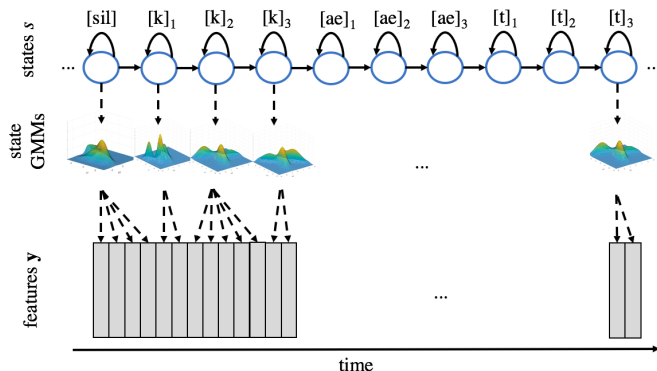 [sil] [k]1 [k]2 [k]3 [ae]1 [ae]2 [ae]3 [t]1 [t]2 [t]3
states s
... ...
state
GMMs
...
features y
...
time